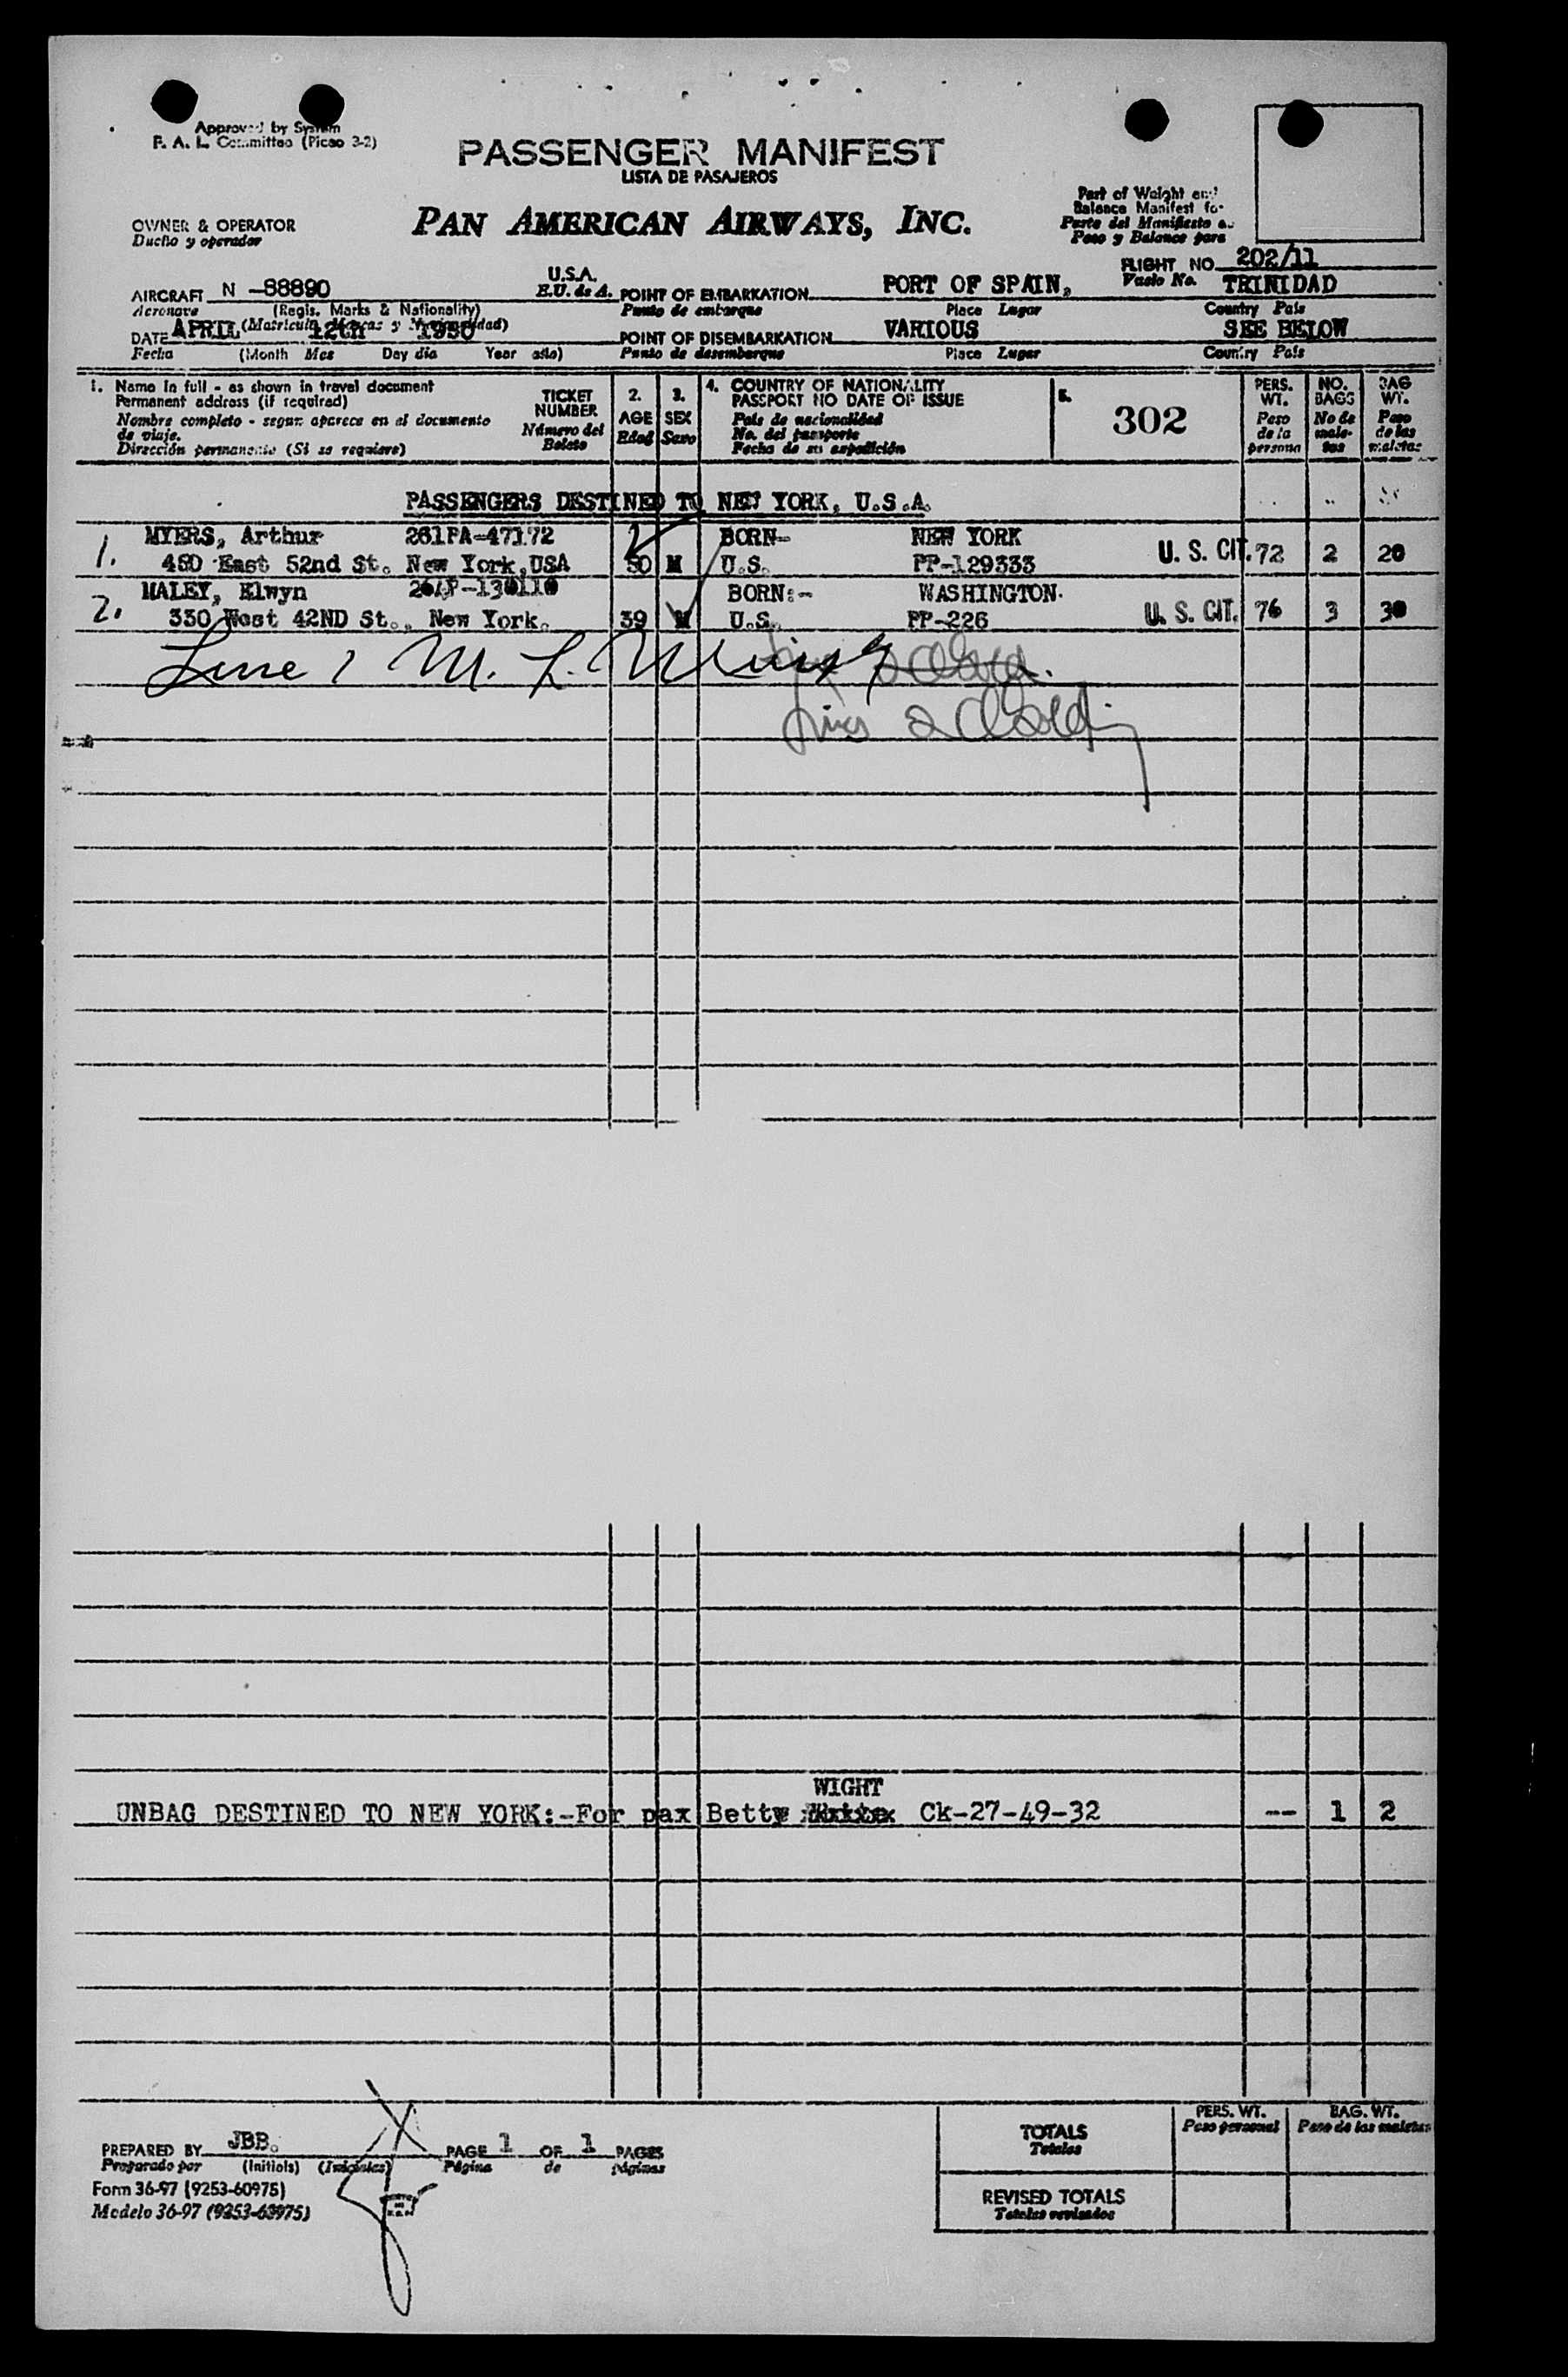 Approved by System
F. A. L. Committee (Picao 3-2)
PASSENGER MANIFEST
LISTA DE PASAJEROS
Part of Weight and
Balance Manifest for
Parte del Manifiesto de
Peso y Balance para
OWNER & OPERATOR
Dueño y operador
PAN AMERICAN AIRWAYS, INC.
FLIGHT NO. 202/11
Vuelo No.
AIRCRAFT N -88890 U.S.A. POINT OF EMBARKATION PORT OF SPAIN, TRINIDAD
Aeronave (Regis. Marks & Nationality) E.U. de A. Punto de embarque Place Lugar Country País
(Matricula Marcas y Nacionalidad)
DATE APRIL 12th 1950 POINT OF DISEMBARKATION VARIOUS SEE BELOW
Fecha (Month Mes Day dia Year año) Punto de desembarque Place Lugar Country País
1. Name in full - as shown in travel document
Permanent address (if required)
Nombre completo - segun aparece en el documento
de viaje.
Dirección permanente (Si se requiere)
TICKET
NUMBER
Número del
Boleto
2.
AGE
Edad
3.
SEX
Sexo
4. COUNTRY OF NATIONALITY
PASSPORT NO DATE OF ISSUE
País de nacionalidad
No. del pasaporte
Fecha de su expedición
5.
302
PERS.
WT.
Peso
de la
persona
NO.
BAGS
No de
male-
tas
BAG
WT.
Peso
de las
maletas
PASSENGERS DESTINED TO NEW YORK, U.S.A.
MYERS, Arthur 261PA-47172 BORN- NEW YORK
1. 450 East 52nd St. New York,USA 50 M U.S. PP-129333 U. S. CIT. 72 2 20
HALEY, Elwyn BORN:- WASHINGTON.
2. 330 West 42ND St., New York. 39 M U.S. PP-226 U. S. CIT. 76 3 30
Line 1 M. L.
WIGHT
UNBAG DESTINED TO NEW YORK:-For pax Betty Ck-27-49-32 -- 1 2
PREPARED BY JBB. PAGE 1 OF 1 PAGES
Preparado por (Initials) (Iniciales) Página de páginas
Form 36-97 (9253-60975)
Modelo 36-97 (9253-60975)
PERS. WT.
Peso personal
BAG. WT.
Peso de las maletas
TOTALS
Totales
REVISED TOTALS
Totales revisados